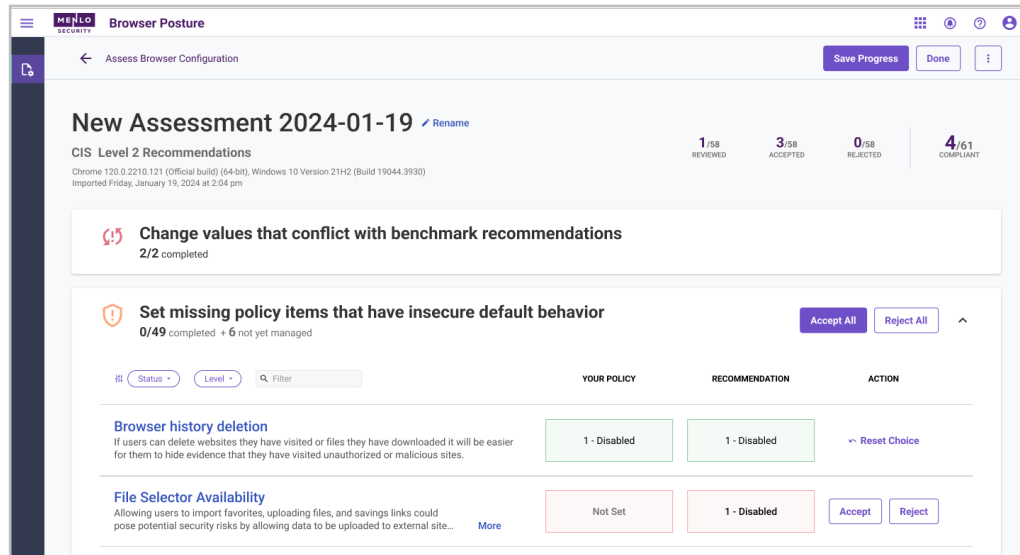 MENLO
SECURITY
Browser Posture
Assess Browser Configuration
Save Progress
Done
New Assessment 2024-01-19
Rename
CIS Level 2 Recommendations
Chrome 120.0.2210.121 (Official build) (64-bit), Windows 10 Version 21H2 (Build 19044.3930)
Imported Friday, January 19, 2024 at 2:04 pm
1/58
REVIEWED
3/58
ACCEPTED
0/58
REJECTED
4/61
COMPLIANT
Change values that conflict with benchmark recommendations
2/2 completed
Set missing policy items that have insecure default behavior
0/49 completed + 6 not yet managed
Accept All
Reject All
Status
Level
Filter
YOUR POLICY
RECOMMENDATION
ACTION
Browser history deletion
If users can delete websites they have visited or files they have downloaded it will be easier
for them to hide evidence that they have visited unauthorized or malicious sites.
1 - Disabled
1 - Disabled
Reset Choice
File Selector Availability
Allowing users to import favorites, uploading files, and savings links could
pose potential security risks by allowing data to be uploaded to external site...
More
Not Set
1 - Disabled
Accept
Reject